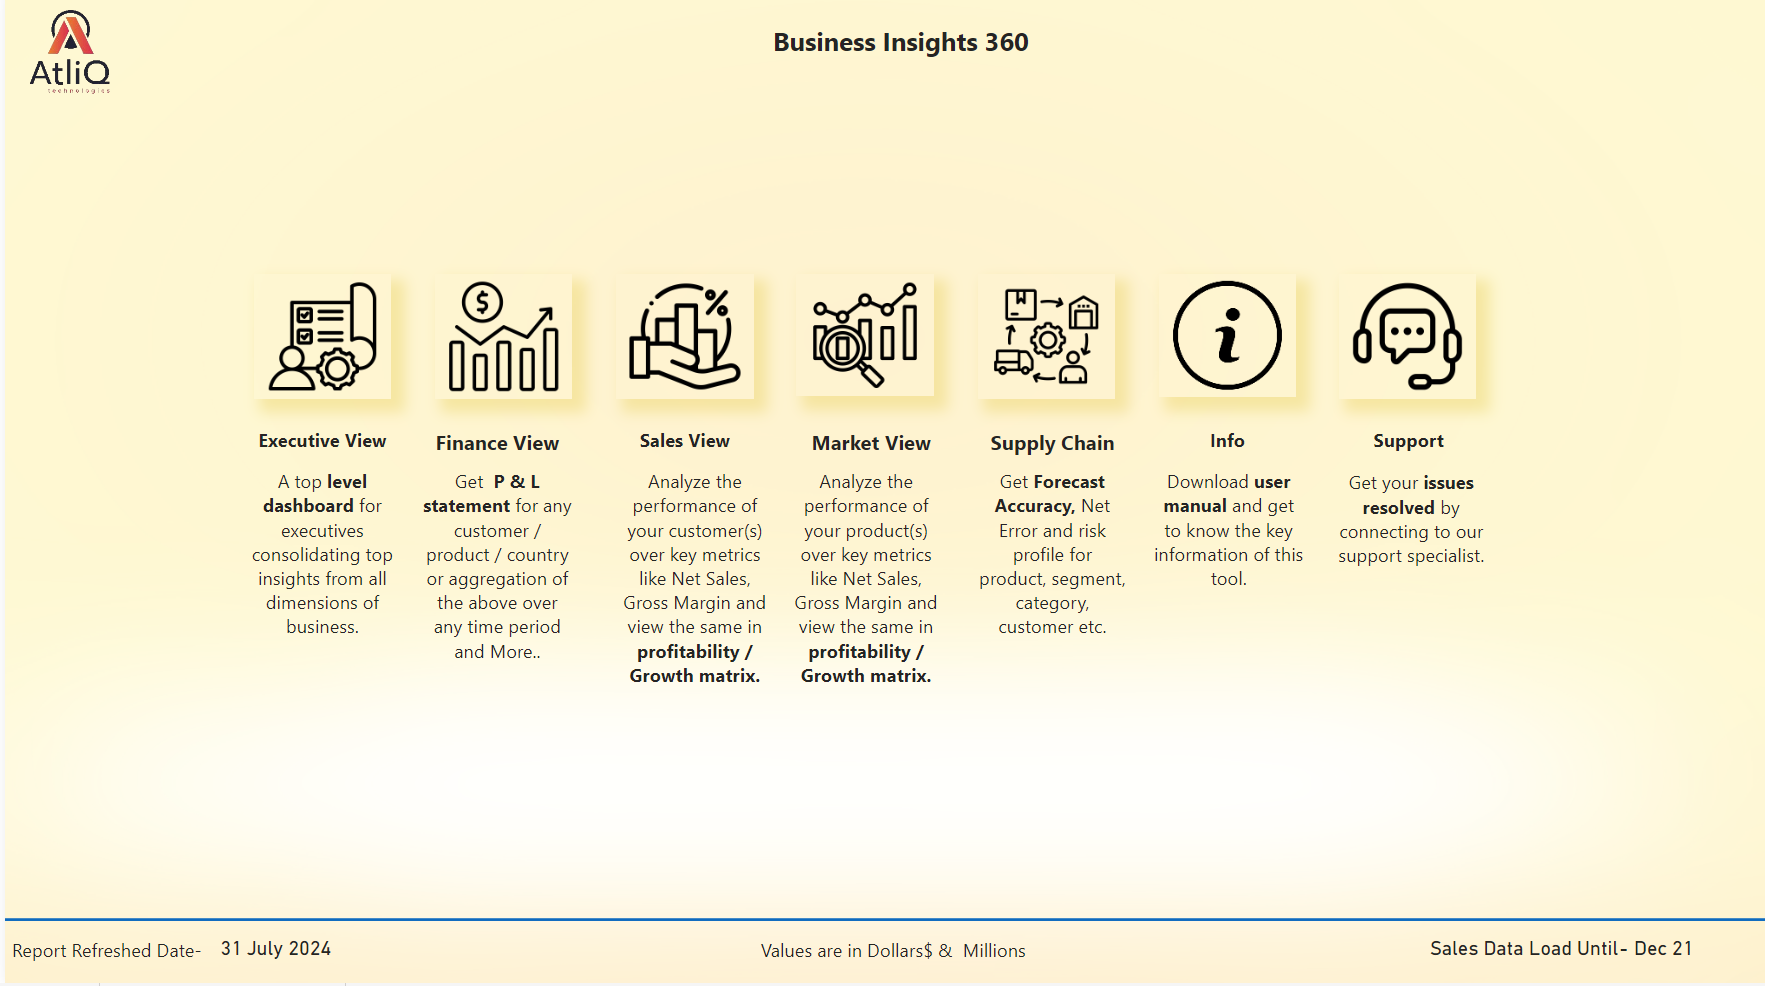 AtliQ
technologies
Business Insights 360
$
%
i
Executive View
A top level
dashboard for
executives
consolidating top
insights from all
dimensions of
business.
Finance View
Get P & L
statement for any
customer /
product / country
or aggregation of
the above over
any time period
and More..
Sales View
Analyze the
performance of
your customer(s)
over key metrics
like Net Sales,
Gross Margin and
view the same in
profitability /
Growth matrix.
Market View
Analyze the
performance of
your product(s)
over key metrics
like Net Sales,
Gross Margin and
view the same in
profitability /
Growth matrix.
Supply Chain
Get Forecast
Accuracy, Net
Error and risk
profile for
product, segment,
category,
customer etc.
Info
Download user
manual and get
to know the key
information of this
tool.
Support
Get your issues
resolved by
connecting to our
support specialist.
Report Refreshed Date- 31 July 2024
Values are in Dollars$ & Millions
Sales Data Load Until- Dec 21